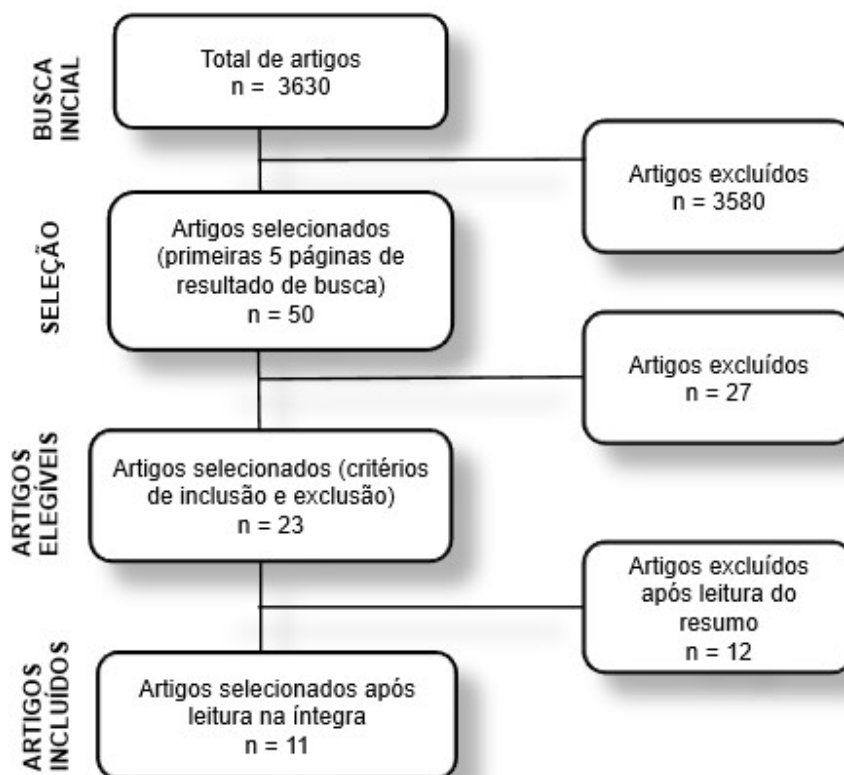 BUSCA
INICIAL
Total de artigos
n = 3630
Artigos excluídos
n = 3580
SELEÇÃO
Artigos selecionados
(primeiras 5 páginas de
resultado de busca)
n = 50
Artigos excluídos
n = 27
ARTIGOS
ELEGÍVEIS
Artigos selecionados (critérios
de inclusão e exclusão)
n = 23
Artigos excluídos
após leitura do
resumo
n = 12
ARTIGOS
INCLUÍDOS
Artigos selecionados após
leitura na íntegra
n = 11